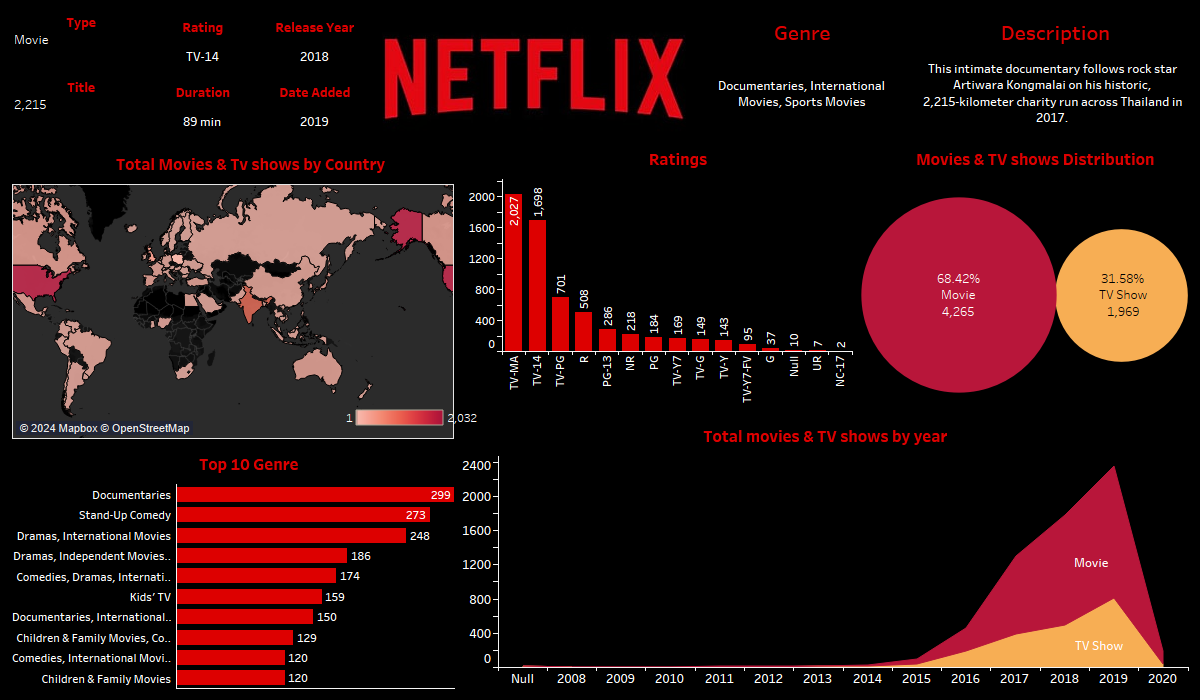 Type
Movie
Title
2,215
Rating
TV-14
Duration
89 min
Release Year
2018
Date Added
2019
NETFLIX
Genre
Documentaries, International
Movies, Sports Movies
Description
This intimate documentary follows rock star
Artiwara Kongmalai on his historic,
2,215-kilometer charity run across Thailand in
2017.
Total Movies & Tv shows by Country
1
2,032
© 2024 Mapbox © OpenStreetMap
Ratings
2000
1600
1200
800
400
0
2,027
1,698
701
508
286
218
184
169
149
143
95
37
10
7
2
TV-MA
TV-14
TV-PG
R
PG-13
NR
PG
TV-Y7
TV-G
TV-Y
TV-Y7-FV
G
Null
UR
NC-17
Movies & TV shows Distribution
68.42%
Movie
4,265
31.58%
TV Show
1,969
Top 10 Genre
Documentaries 299
Stand-Up Comedy 273
Dramas, International Movies 248
Dramas, Independent Movies.. 186
Comedies, Dramas, Internati.. 174
Kids’ TV 159
Documentaries, International.. 150
Children & Family Movies, Co.. 129
Comedies, International Movi.. 120
Children & Family Movies 120
Total movies & TV shows by year
2400
2000
1600
1200
800
400
0
Movie
TV Show
Null 2008 2009 2010 2011 2012 2013 2014 2015 2016 2017 2018 2019 2020